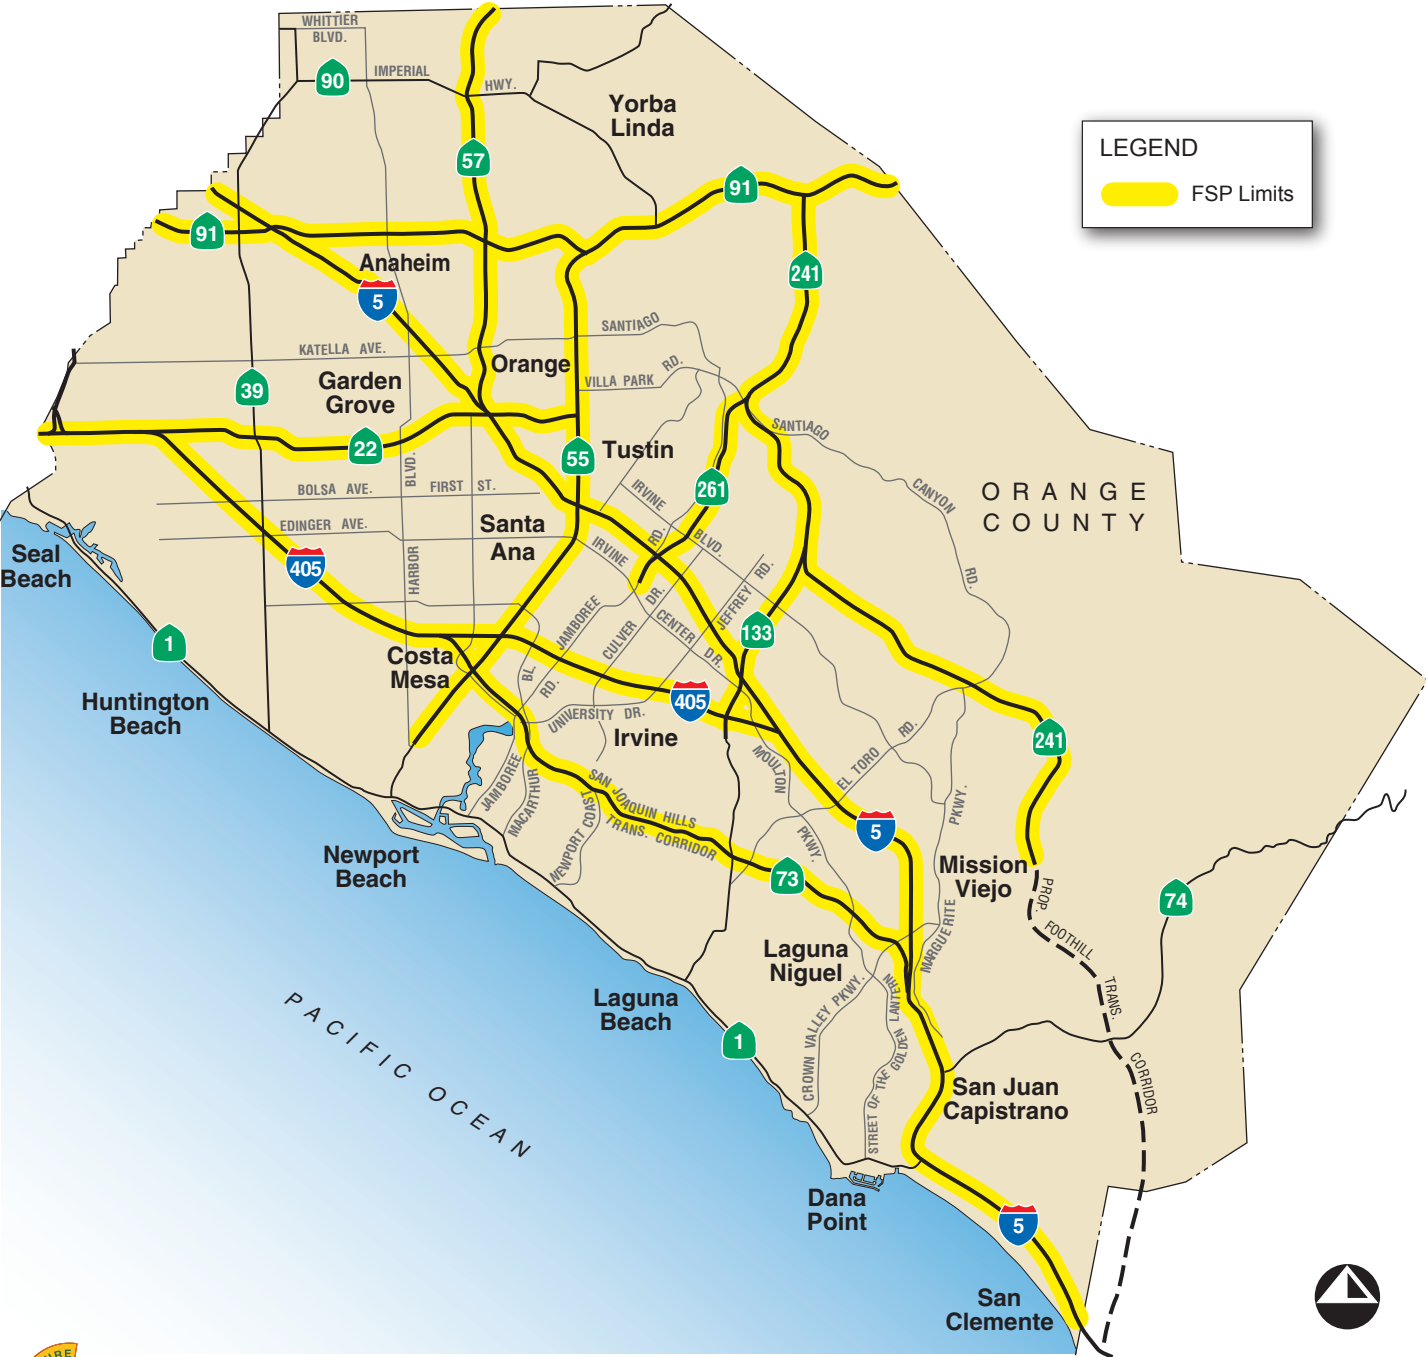 WHITTIER
BLVD.
90
IMPERIAL
HWY.
Yorba
Linda
57
LEGEND
FSP Limits
91
91
Anaheim
5
241
KATELLA AVE.
SANTIAGO
RD.
Orange
VILLA PARK
Garden
Grove
39
SANTIAGO
CANYON
RD.
22
55
Tustin
261
ORANGE
COUNTY
BLVD.
HARBOR
BOLSA AVE.
FIRST ST.
EDINGER AVE.
Santa
Ana
IRVINE
BLVD.
RD.
IRVINE
CENTER
DR.
JEFFREY RD.
Seal
Beach
405
JAMBOREE
RD.
CULVER
DR.
BL.
133
1
Costa
Mesa
405
Huntington
Beach
UNIVERSITY DR.
Irvine
241
EL TORO
RD.
MOULTON
PKWY.
PKWY.
MARGUERITE
JAMBOREE
MACARTHUR
NEWPORT COAST
SAN JOAQUIN HILLS
TRANS. CORRIDOR
5
Newport
Beach
73
Mission
Viejo
74
PROP.
FOOTHILL
TRANS.
CORRIDOR
Laguna
Niguel
Laguna
Beach
1
CROWN VALLEY PKWY.
STREET OF THE GOLDEN LANTERN
PACIFIC OCEAN
San Juan
Capistrano
Dana
Point
5
San
Clemente